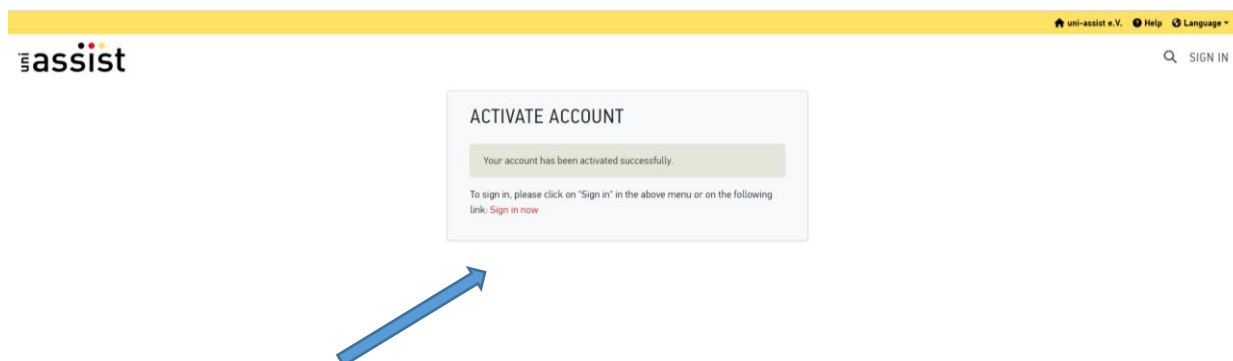 uni-assist e.V. Help Language
uni assist
SIGN IN
ACTIVATE ACCOUNT
Your account has been activated successfully.
To sign in, please click on "Sign in" in the above menu or on the following
link: Sign in now